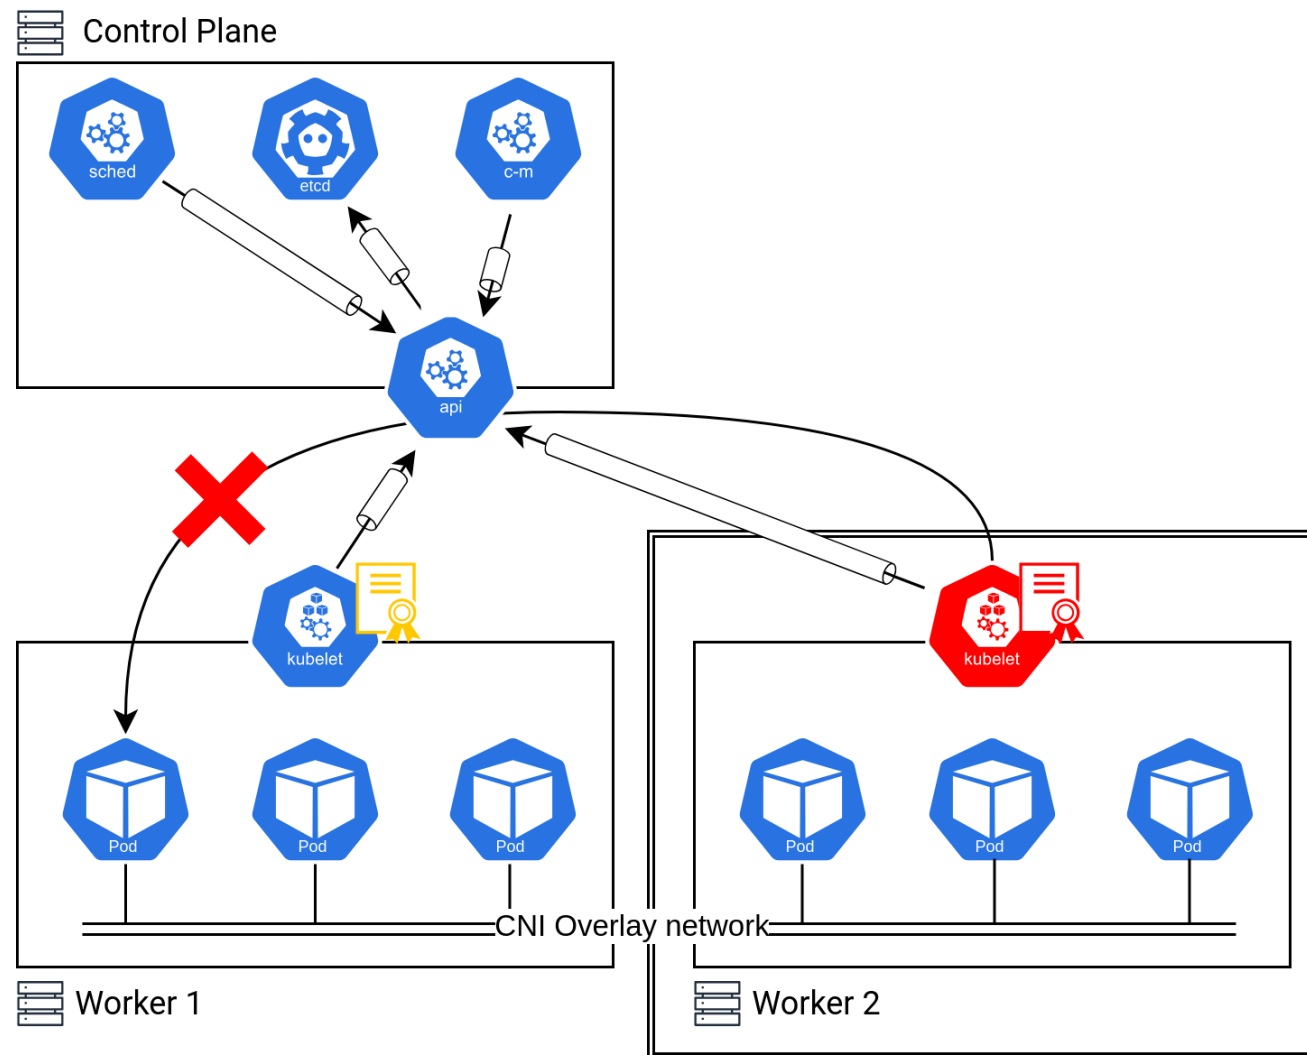 Control Plane
sched
etcd
c-m
api
kubelet
kubelet
Pod
Pod
Pod
Pod
Pod
Pod
CNI Overlay network
Worker 1
Worker 2